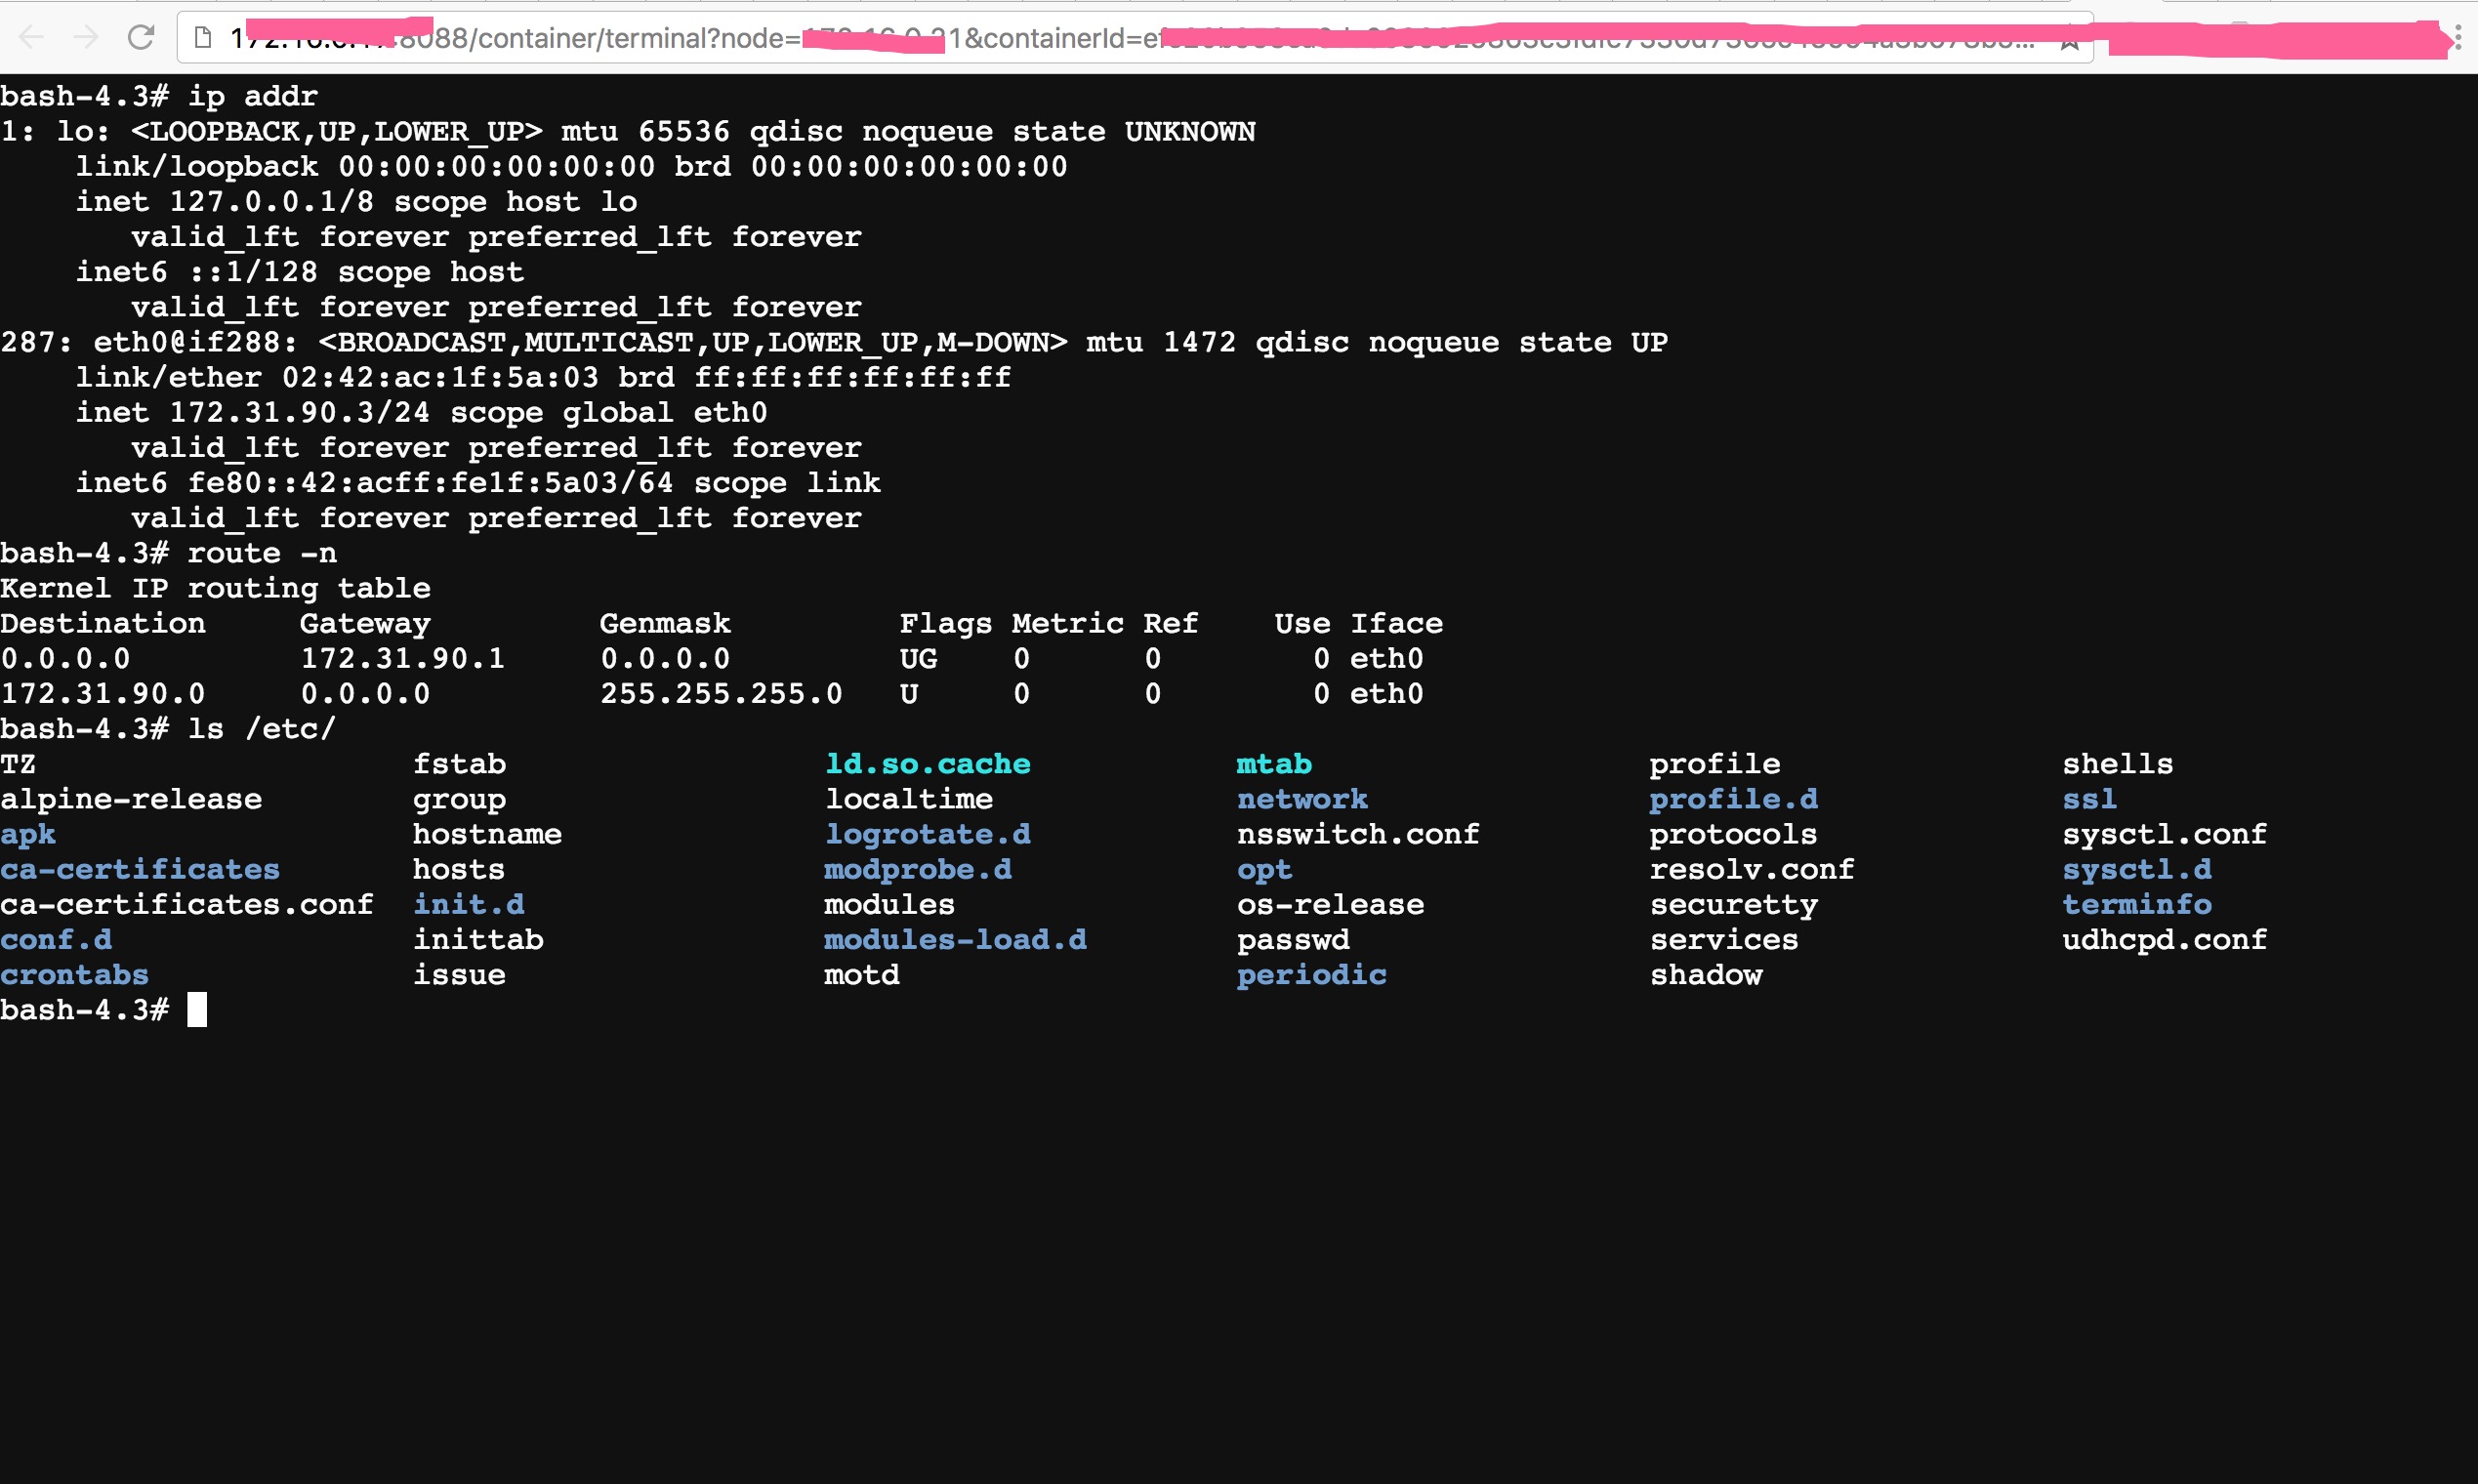 8088/container/terminal?node= 1&containerId=
bash-4.3# ip addr
1: lo: <LOOPBACK,UP,LOWER_UP> mtu 65536 qdisc noqueue state UNKNOWN
    link/loopback 00:00:00:00:00:00 brd 00:00:00:00:00:00
    inet 127.0.0.1/8 scope host lo
       valid_lft forever preferred_lft forever
    inet6 ::1/128 scope host
       valid_lft forever preferred_lft forever
287: eth0@if288: <BROADCAST,MULTICAST,UP,LOWER_UP,M-DOWN> mtu 1472 qdisc noqueue state UP
    link/ether 02:42:ac:1f:5a:03 brd ff:ff:ff:ff:ff:ff
    inet 172.31.90.3/24 scope global eth0
       valid_lft forever preferred_lft forever
    inet6 fe80::42:acff:fe1f:5a03/64 scope link
       valid_lft forever preferred_lft forever
bash-4.3# route -n
Kernel IP routing table
Destination     Gateway         Genmask         Flags Metric Ref    Use Iface
0.0.0.0         172.31.90.1     0.0.0.0         UG    0      0        0 eth0
172.31.90.0     0.0.0.0         255.255.255.0   U     0      0        0 eth0
bash-4.3# ls /etc/
TZ                    fstab                 ld.so.cache           mtab                  profile               shells
alpine-release        group                 localtime             network               profile.d             ssl
apk                   hostname              logrotate.d           nsswitch.conf         protocols             sysctl.conf
ca-certificates       hosts                 modprobe.d            opt                   resolv.conf           sysctl.d
ca-certificates.conf  init.d                modules               os-release            securetty             terminfo
conf.d                inittab               modules-load.d        passwd                services              udhcpd.conf
crontabs              issue                 motd                  periodic              shadow
bash-4.3#